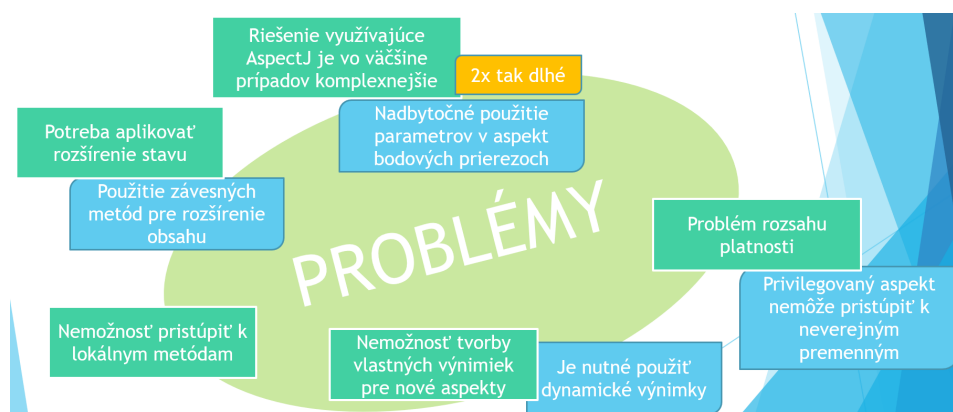 Riešenie využívajúce
AspectJ je vo väčšine
prípadov komplexnejšie
2x tak dlhé
Nadbytočné použitie
parametrov v aspekt
bodových prierezoch
Potreba aplikovať
rozšírenie stavu
Použitie závesných
metód pre rozšírenie
obsahu
PROBLÉMY
Problém rozsahu
platnosti
Privilegovaný aspekt
nemôže pristúpiť k
neverejným
premenným
Nemožnosť pristúpiť k
lokálnym metódam
Nemožnosť tvorby
vlastných výnimiek
pre nové aspekty
Je nutné použiť
dynamické výnimky